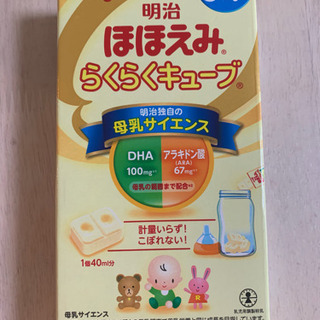 明治
ほほえみ®
らくらくキューブ®
明治独自の
母乳サイエンス
DHA
100mg
アラキドン酸
(ARA)
67mg
母乳の範囲まで配合
計量いらず!
こぼれない!
1個40ml分
R
母乳サイエンス